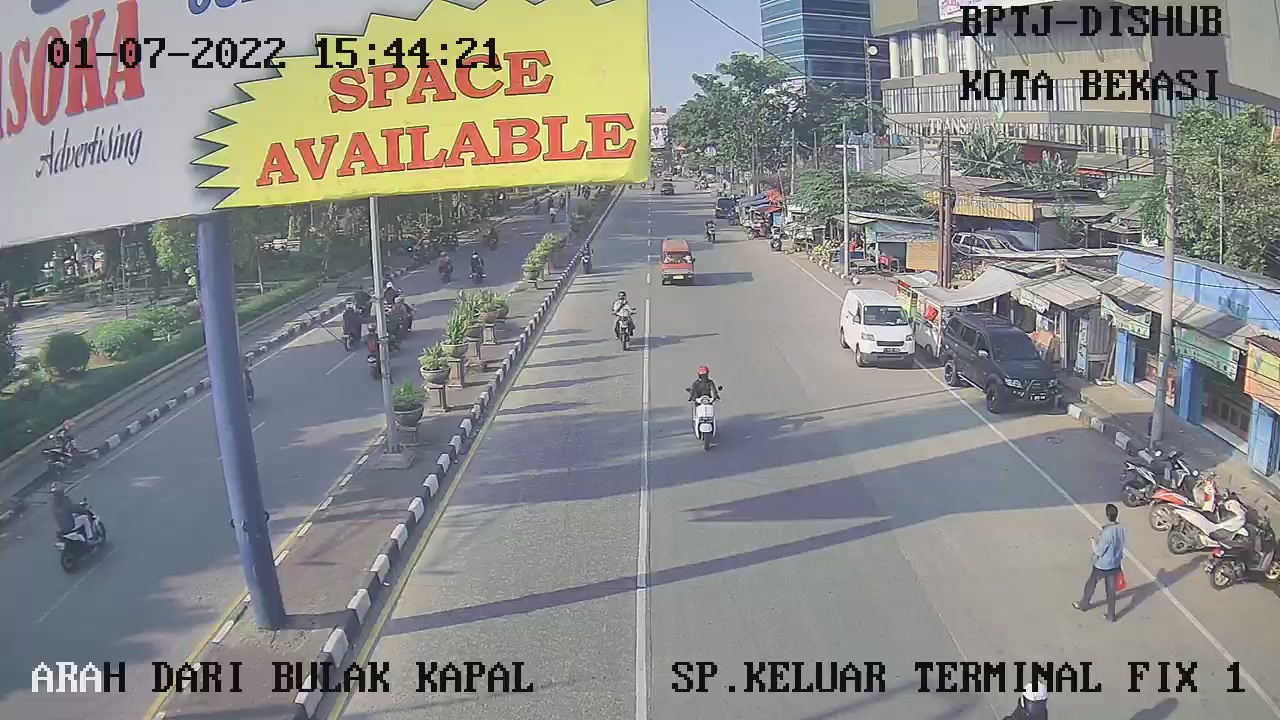 01-07-2022 15:44:21
BPTJ-DISHUB
KOTA BEKASI
SOKA
Advertising
SPACE
AVAILABLE
ARAH DARI BULAK KAPAL
SP.KELUAR TERMINAL FIX 1